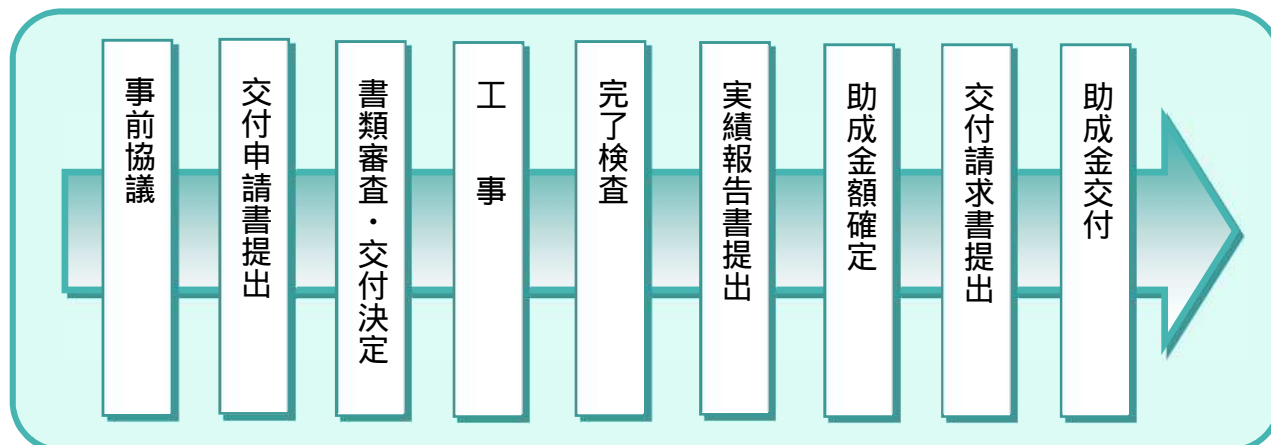 事前協議
交付申請書提出
書類審査・交付決定
工　事
完了検査
実績報告書提出
助成金額確定
交付請求書提出
助成金交付